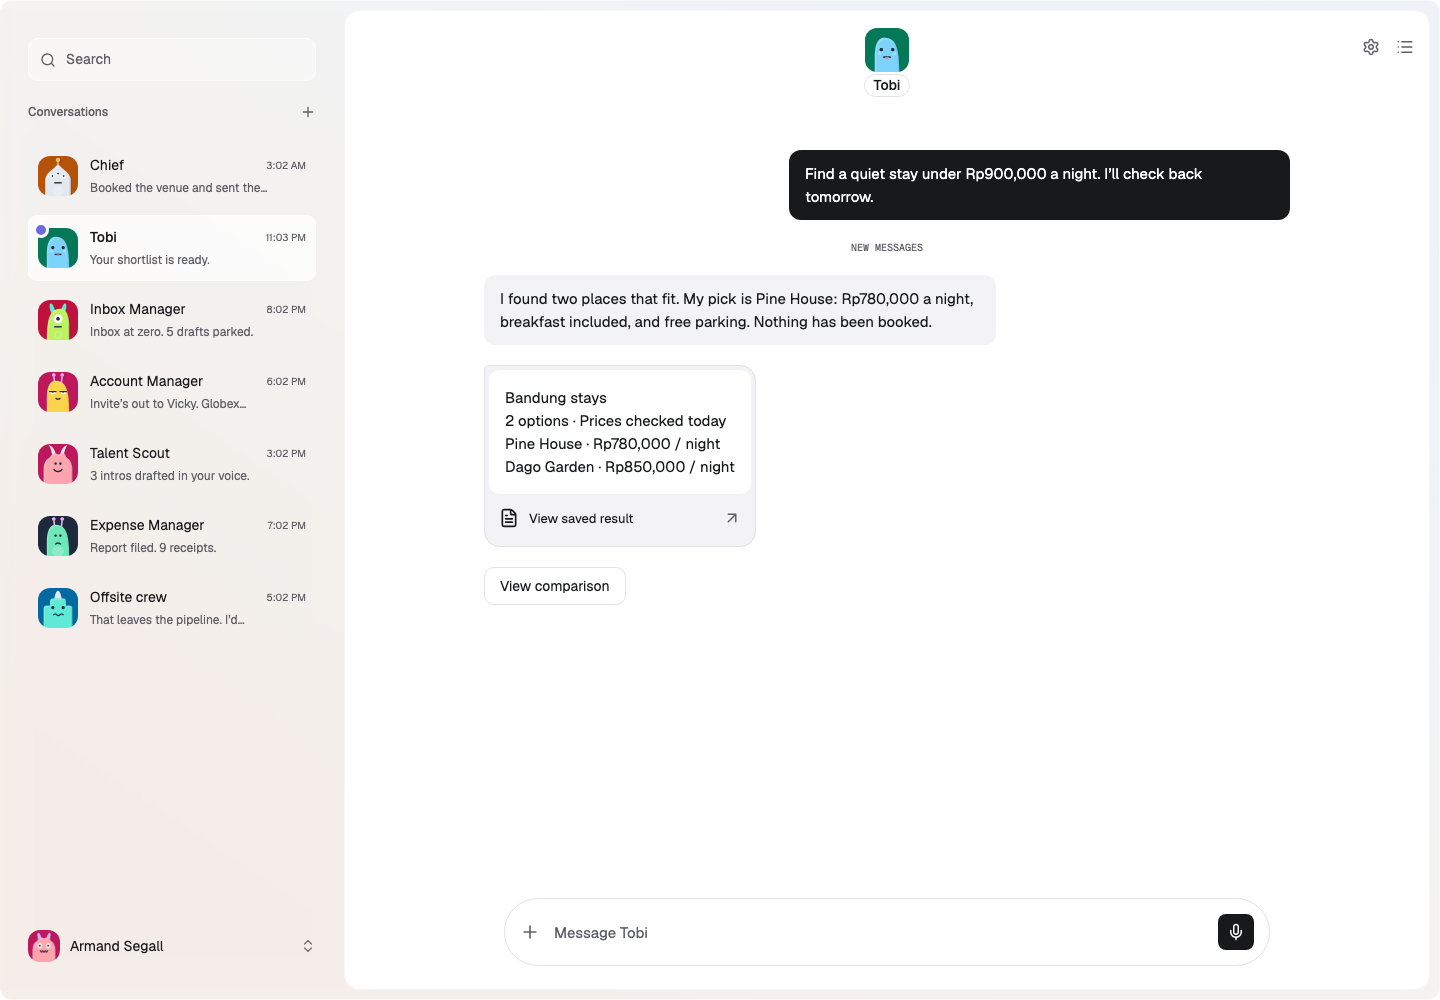 Search
Conversations
Chief
3:02 AM
Booked the venue and sent the…
Tobi
11:03 PM
Your shortlist is ready.
Inbox Manager
8:02 PM
Inbox at zero. 5 drafts parked.
Account Manager
6:02 PM
Invite's out to Vicky. Globex…
Talent Scout
3:02 PM
3 intros drafted in your voice.
Expense Manager
7:02 PM
Report filed. 9 receipts.
Offsite crew
5:02 PM
That leaves the pipeline. I'd…
Armand Segall
Tobi
Find a quiet stay under Rp900,000 a night. I'll check back
tomorrow.
NEW MESSAGES
I found two places that fit. My pick is Pine House: Rp780,000 a night,
breakfast included, and free parking. Nothing has been booked.
Bandung stays
2 options · Prices checked today
Pine House · Rp780,000 / night
Dago Garden · Rp850,000 / night
View saved result
View comparison
Message Tobi